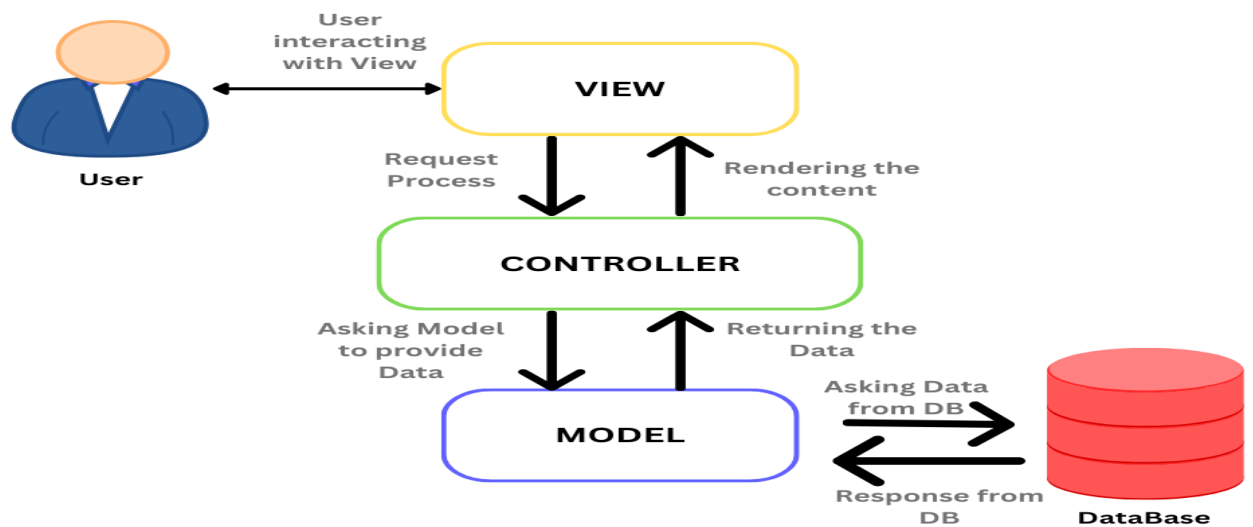 User
interacting
with View
VIEW
User
Request
Process
Rendering the
content
CONTROLLER
Asking Model
to provide
Data
Returning the
Data
MODEL
Asking Data
from DB
Response from
DB
DataBase